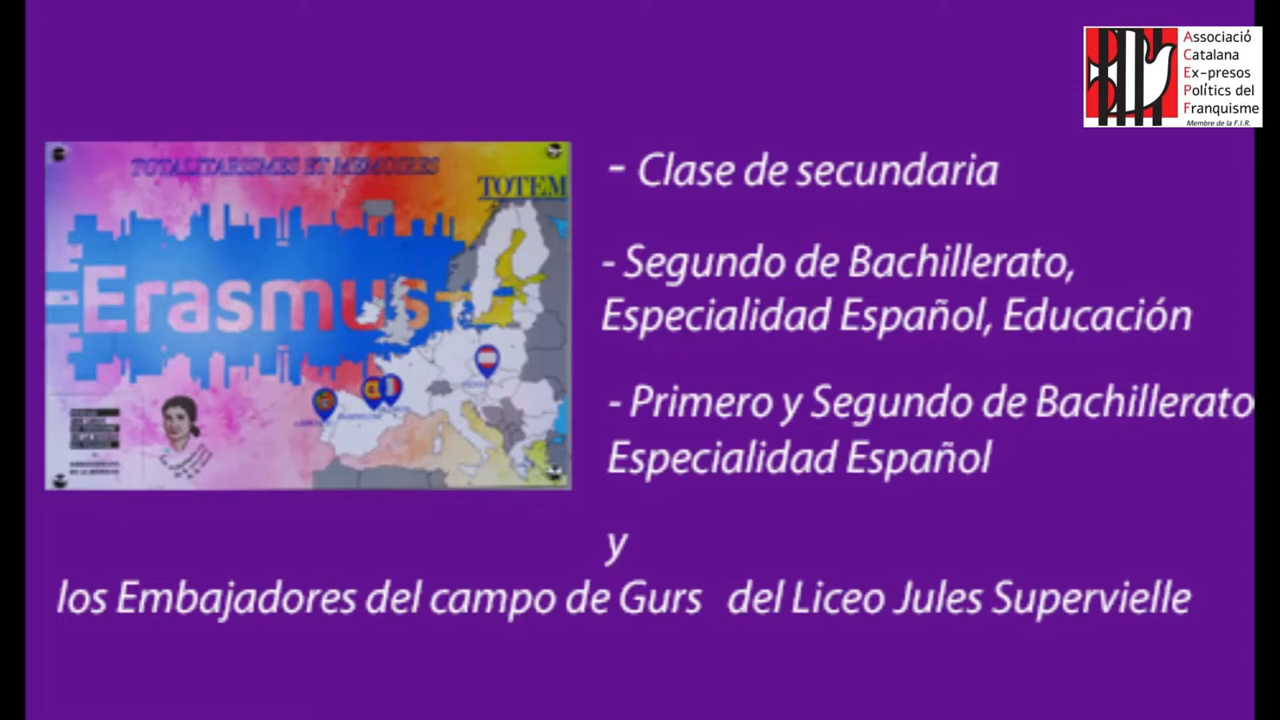 Associació
Catalana
Ex-presos
Polítics del
Franquisme
Membre de la F.I.R.
TOTALITARISMES ET MEMOIRES
TOTEM
Erasmus+
- Clase de secundaria
- Segundo de Bachillerato,
Especialidad Español, Educación
- Primero y Segundo de Bachillerato
Especialidad Español
y
los Embajadores del campo de Gurs del Liceo Jules Supervielle